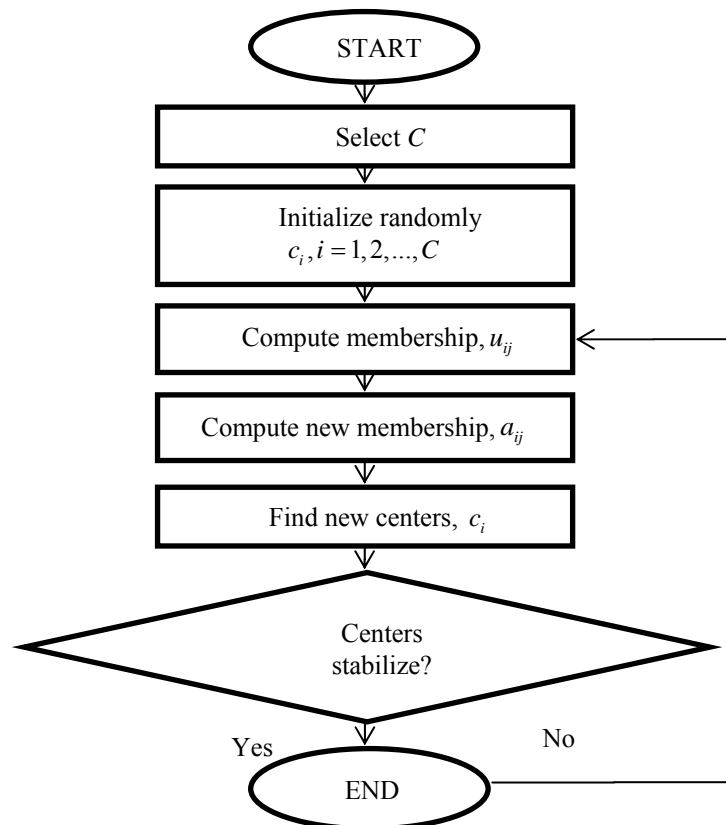 START
Select C
Initialize randomly
c_i, i = 1, 2, ..., C
Compute membership, u_ij
Compute new membership, a_ij
Find new centers, c_i
Centers
stabilize?
Yes
No
END